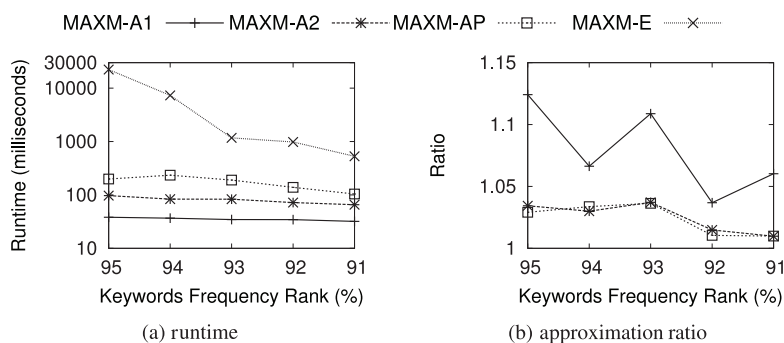 MAXM-A1 MAXM-A2 MAXM-AP MAXM-E
30000
10000
1000
100
10
Runtime (milliseconds)
95 94 93 92 91
Keywords Frequency Rank (%)
(a) runtime
1.15
1.1
1.05
1
Ratio
95 94 93 92 91
Keywords Frequency Rank (%)
(b) approximation ratio